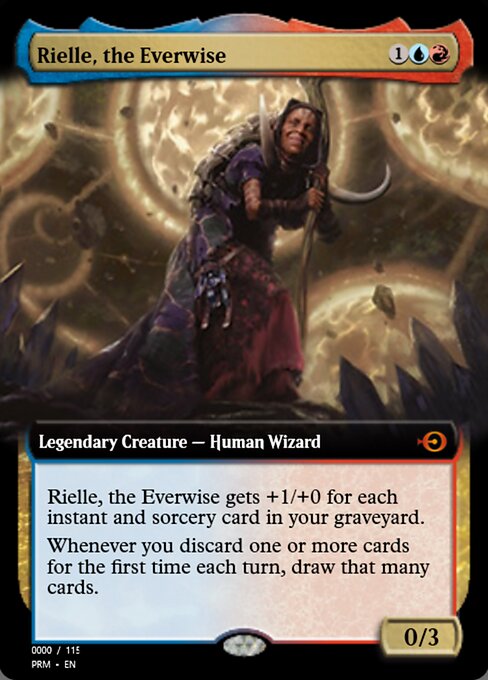 Rielle, the Everwise 1
Legendary Creature — Human Wizard
Rielle, the Everwise gets +1/+0 for each
instant and sorcery card in your graveyard.
Whenever you discard one or more cards
for the first time each turn, draw that many
cards.
0/3
0000 / 115
PRM • EN